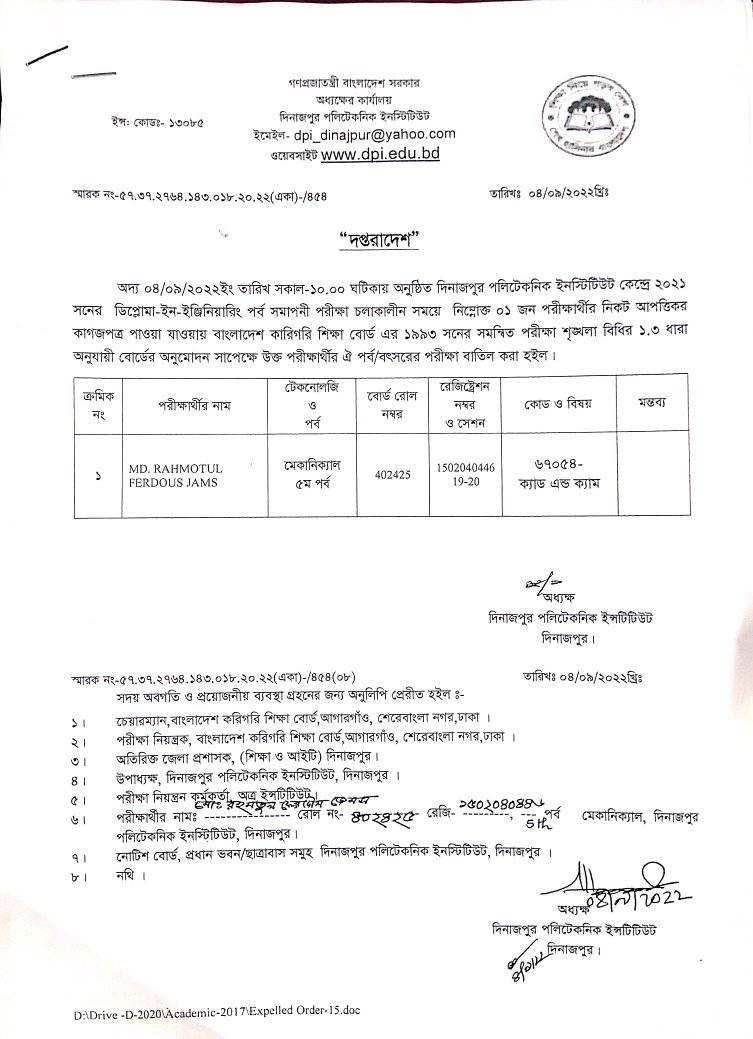 গণপ্রজাতন্ত্রী বাংলাদেশ সরকার
অধ্যক্ষের কার্যালয়
দিনাজপুর পলিটেকনিক ইনস্টিটিউট
ইন্স: কোডঃ- ১৩০৮৫
ইমেইল- dpi_dinajpur@yahoo.com
ওয়েবসাইট www.dpi.edu.bd
শিক্ষা নিয়ে গড়ব দেশ
শেখ হাসিনার বাংলাদেশ
স্মারক নং-৫৭.৩৭.২৭৬৪.১৪৩.০১৮.২০.২২(একা)-/৪৫৪ তারিখঃ ০৪/০৯/২০২২খ্রিঃ
“দপ্তরাদেশ”
অদ্য ০৪/০৯/২০২২ইং তারিখ সকাল-১০.০০ ঘটিকায় অনুষ্ঠিত দিনাজপুর পলিটেকনিক ইনস্টিটিউট কেন্দ্রে ২০২১
সনের ডিপ্লোমা-ইন-ইঞ্জিনিয়ারিং পর্ব সমাপনী পরীক্ষা চলাকালীন সময়ে নিম্নোক্ত ০১ জন পরীক্ষার্থীর নিকট আপত্তিকর
কাগজপত্র পাওয়া যাওয়ায় বাংলাদেশ কারিগরি শিক্ষা বোর্ড এর ১৯৯৩ সনের সমন্বিত পরীক্ষা শৃঙ্খলা বিধির ১.৩ ধারা
অনুযায়ী বোর্ডের অনুমোদন সাপেক্ষে উক্ত পরীক্ষার্থীর ঐ পর্ব/বৎসরের পরীক্ষা বাতিল করা হইল।
ক্রমিক নং পরীক্ষার্থীর নাম টেকনোলজি ও পর্ব বোর্ড রোল নম্বর রেজিষ্ট্রেশন নম্বর ও সেশন কোড ও বিষয় মন্তব্য
১ MD. RAHMOTUL FERDOUS JAMS মেকানিক্যাল ৫ম পর্ব 402425 1502040446 19-20 ৬৭০৫৪- ক্যাড এন্ড ক্যাম
অধ্যক্ষ
দিনাজপুর পলিটেকনিক ইন্সটিটিউট
দিনাজপুর।
স্মারক নং-৫৭.৩৭.২৭৬৪.১৪৩.০১৮.২০.২২(একা)-/৪৫৪(০৮) তারিখঃ ০৪/০৯/২০২২খ্রিঃ
সদয় অবগতি ও প্রয়োজনীয় ব্যবস্থা গ্রহনের জন্য অনুলিপি প্রেরীত হইল ঃ-
১। চেয়ারম্যান,বাংলাদেশ করিগরি শিক্ষা বোর্ড,আগারগাঁও, শেরেবাংলা নগর,ঢাকা ।
২। পরীক্ষা নিয়ন্ত্রক, বাংলাদেশ করিগরি শিক্ষা বোর্ড,আগারগাঁও, শেরেবাংলা নগর,ঢাকা ।
৩। অতিরিক্ত জেলা প্রশাসক, (শিক্ষা ও আইটি) দিনাজপুর।
৪। উপাধ্যক্ষ, দিনাজপুর পলিটেকনিক ইনস্টিটিউট, দিনাজপুর ।
৫। পরীক্ষা নিয়ন্ত্রন কর্মকর্তা, অত্র ইন্সটিটিউট।
৬। পরীক্ষার্থীর নামঃ মোঃ রহমতুল ফেরদৌস জেমস রোল নং- ৪০২৪২৫ রেজি- ১৫০২০৪০৪৪৬, 5th পর্ব মেকানিক্যাল, দিনাজপুর
পলিটেকনিক ইন্সটিটিউট, দিনাজপুর।
৭। নোটিশ বোর্ড, প্রধান ভবন/ছাত্রাবাস সমূহ দিনাজপুর পলিটেকনিক ইনস্টিটিউট, দিনাজপুর ।
৮। নথি ।
০৪/০৯/২০২২
অধ্যক্ষ
দিনাজপুর পলিটেকনিক ইন্সটিটিউট
দিনাজপুর।
D:\Drive -D-2020\Academic-2017\Expelled Order-15.doc